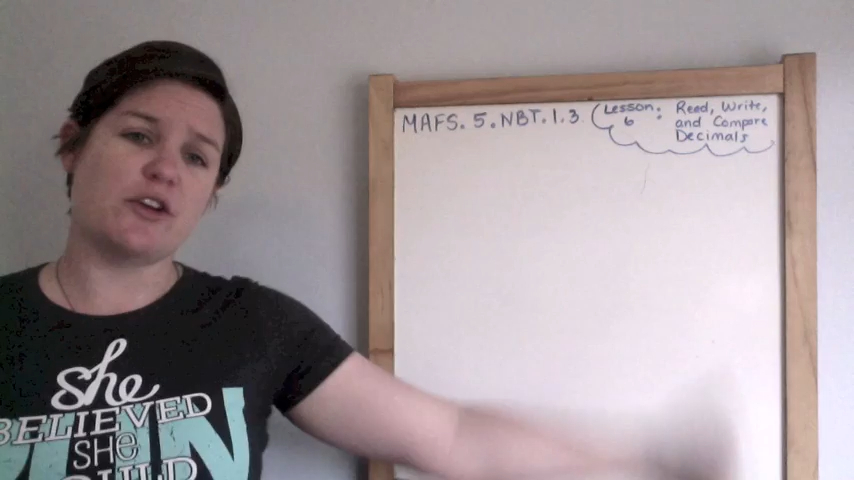 MAFS. 5. NBT. 1. 3
Lesson:
6
Read, Write,
and Compare
Decimals
she
BELIEVED
SHE